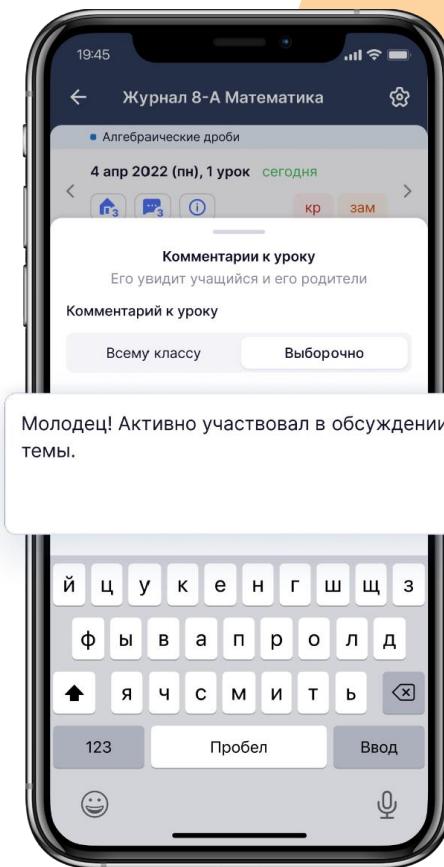 19:45
Журнал 8-А Математика
Алгебраические дроби
4 апр 2022 (пн), 1 урок сегодня
3 3 i кр зам
Комментарии к уроку
Его увидит учащийся и его родители
Комментарий к уроку
Всему классу Выборочно
Молодец! Активно участвовал в обсуждении
темы.
й ц у к е н г ш щ з
ф ы в а п р о л д
я ч с м и т ь
123 Пробел Ввод